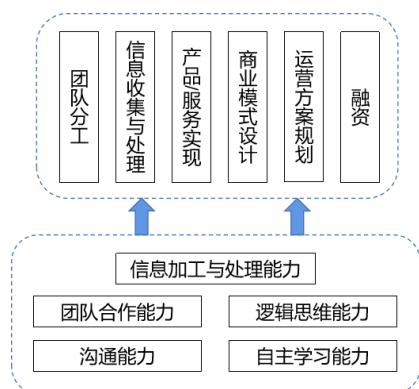 团队分工
信息收集与处理
产品/服务实现
商业模式设计
运营方案规划
融资
信息加工与处理能力
团队合作能力
逻辑思维能力
沟通能力
自主学习能力